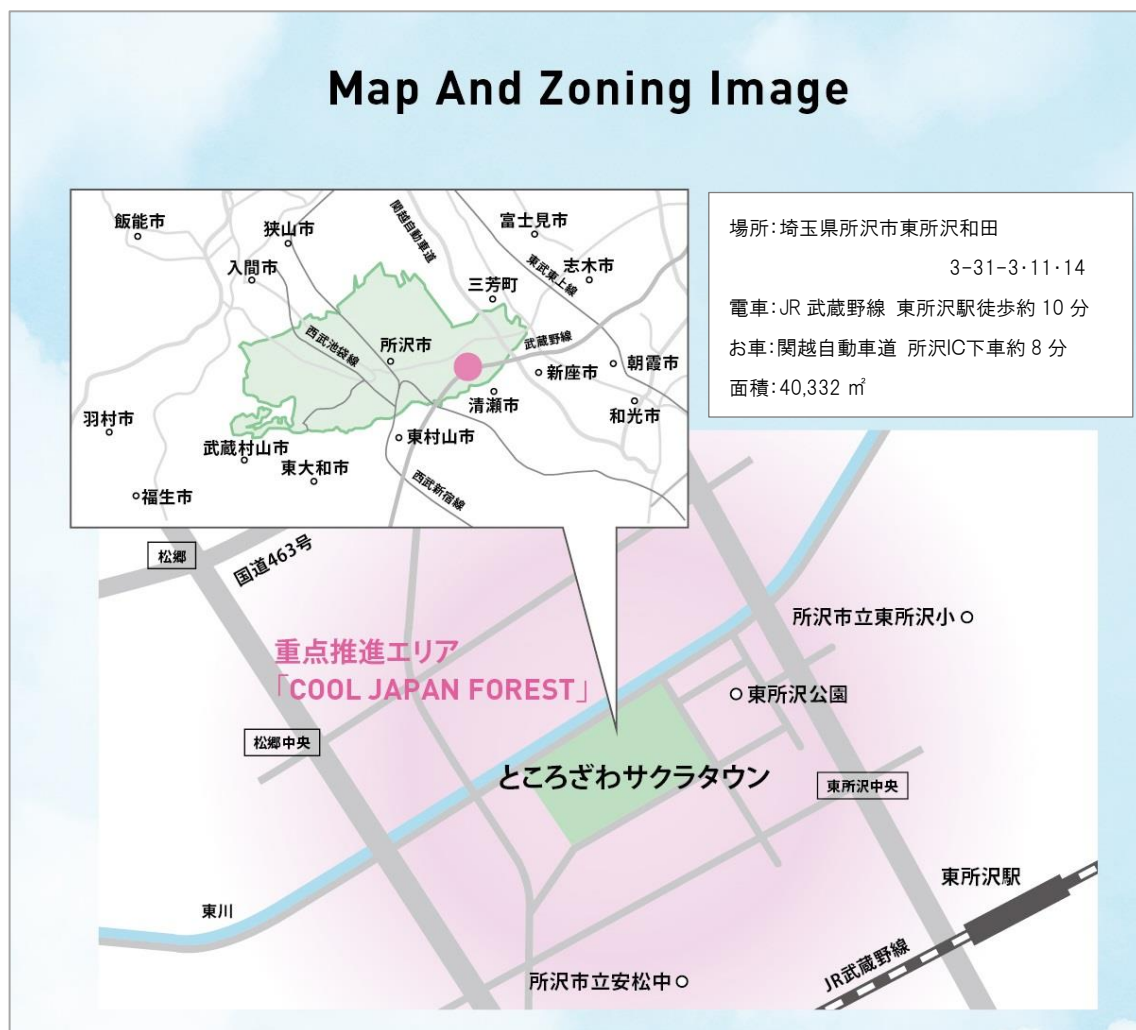 Map And Zoning Image
飯能市
狭山市
入間市
関越自動車道
富士見市
東武東上線
志木市
三芳町
西武池袋線
所沢市
武蔵野線
新座市
朝霞市
清瀬市
和光市
羽村市
武蔵村山市
東村山市
東大和市
西武新宿線
福生市
場所:埼玉県所沢市東所沢和田
3-31-3・11・14
電車:JR 武蔵野線 東所沢駅徒歩約 10 分
お車:関越自動車道 所沢IC下車約 8 分
面積:40,332 ㎡
松郷
国道463号
所沢市立東所沢小
重点推進エリア
「COOL JAPAN FOREST」
東所沢公園
松郷中央
ところざわサクラタウン
東所沢中央
東所沢駅
東川
JR武蔵野線
所沢市立安松中